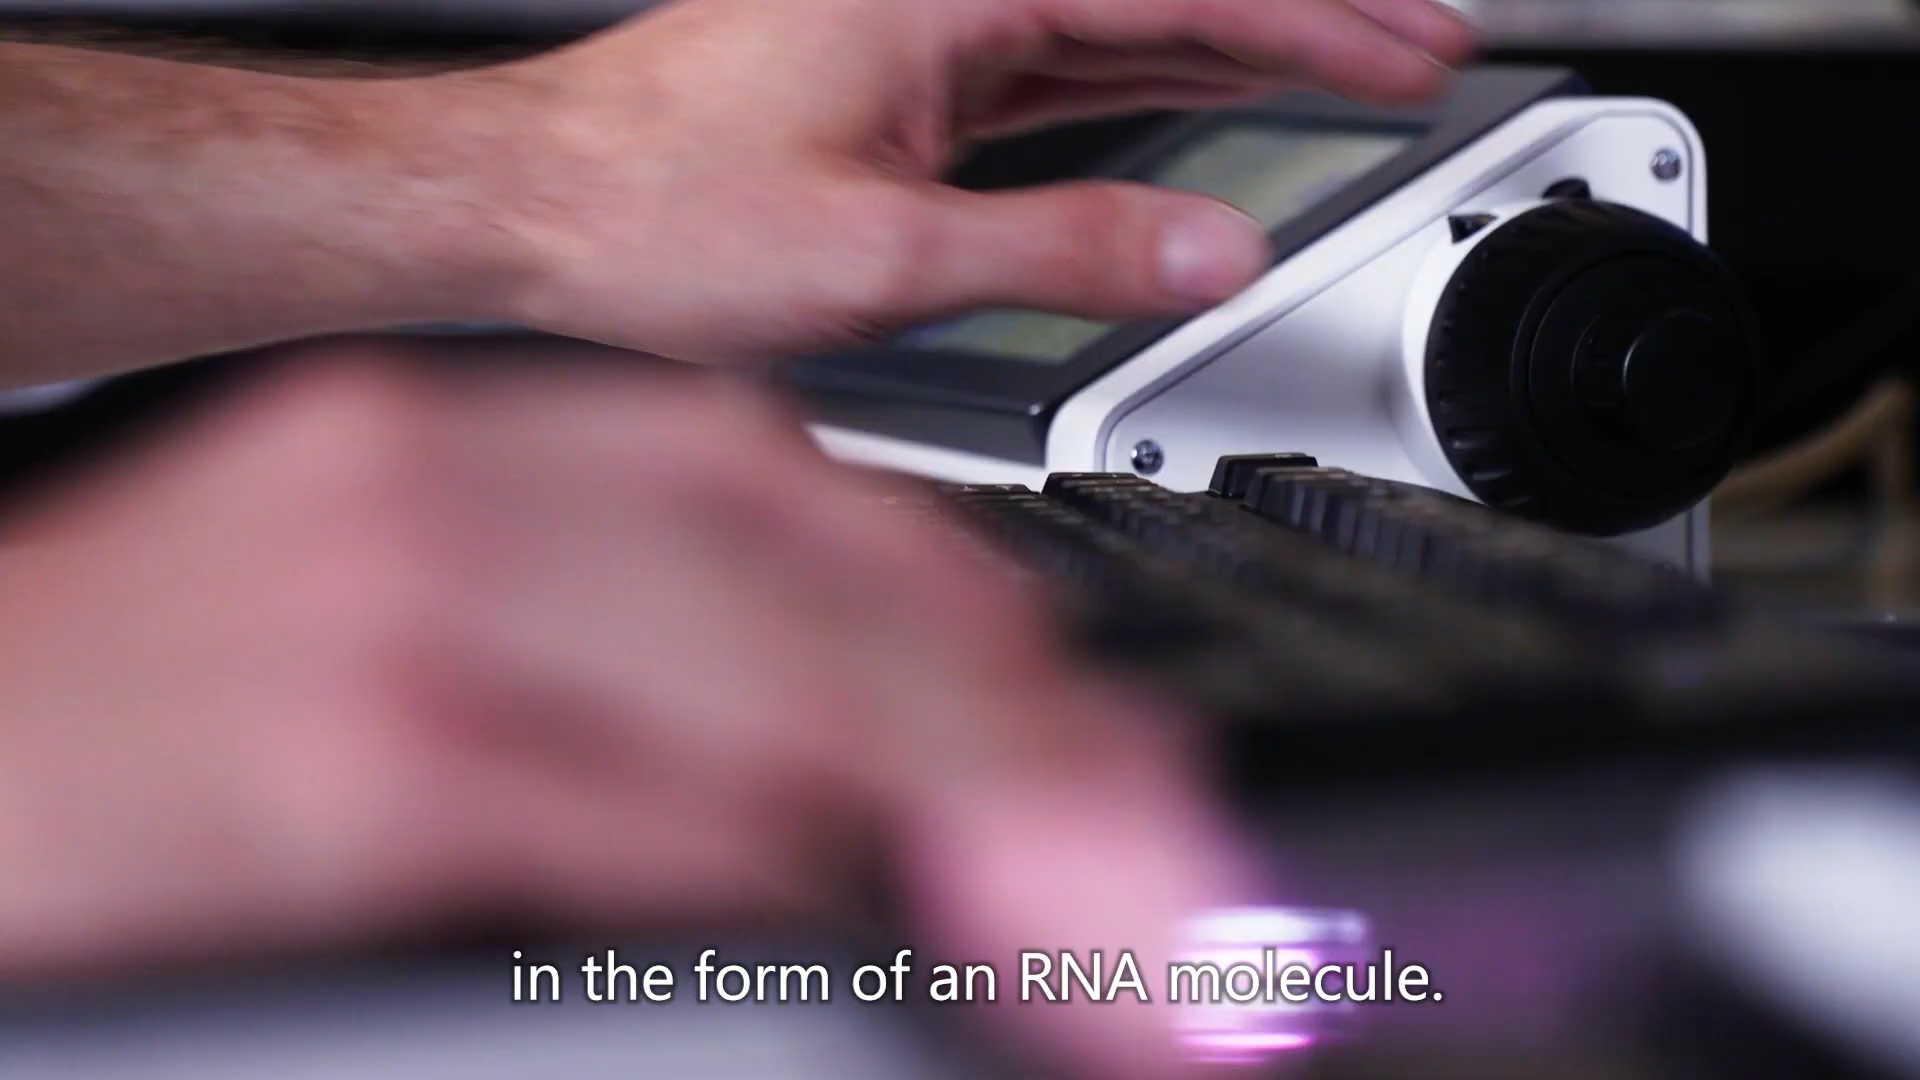 in the form of an RNA molecule.